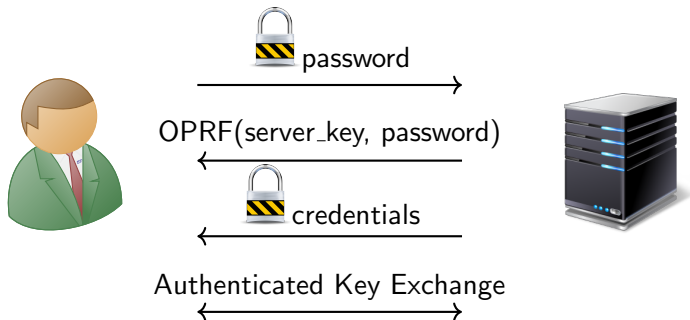 password
OPRF(server_key, password)
credentials
Authenticated Key Exchange